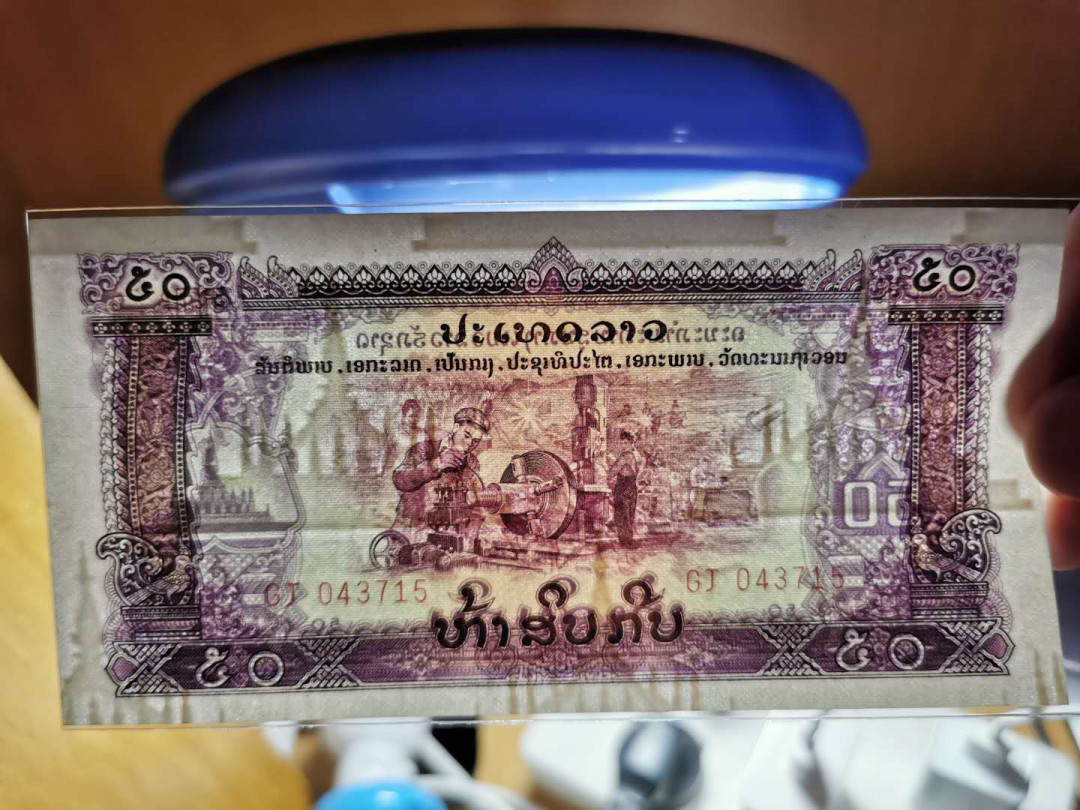 ໕໐ ໕໐
ປະເທດລາວ
ສັນຕິພາບ . ເອກະລາດ . ເປັນກາງ . ປະຊາທິປະໄຕ . ເອກະພາບ . ວັດທະນາຖາວອນ
GJ 043715 GJ 043715
ຫ້າສິບກີບ
໕໐ ໕໐